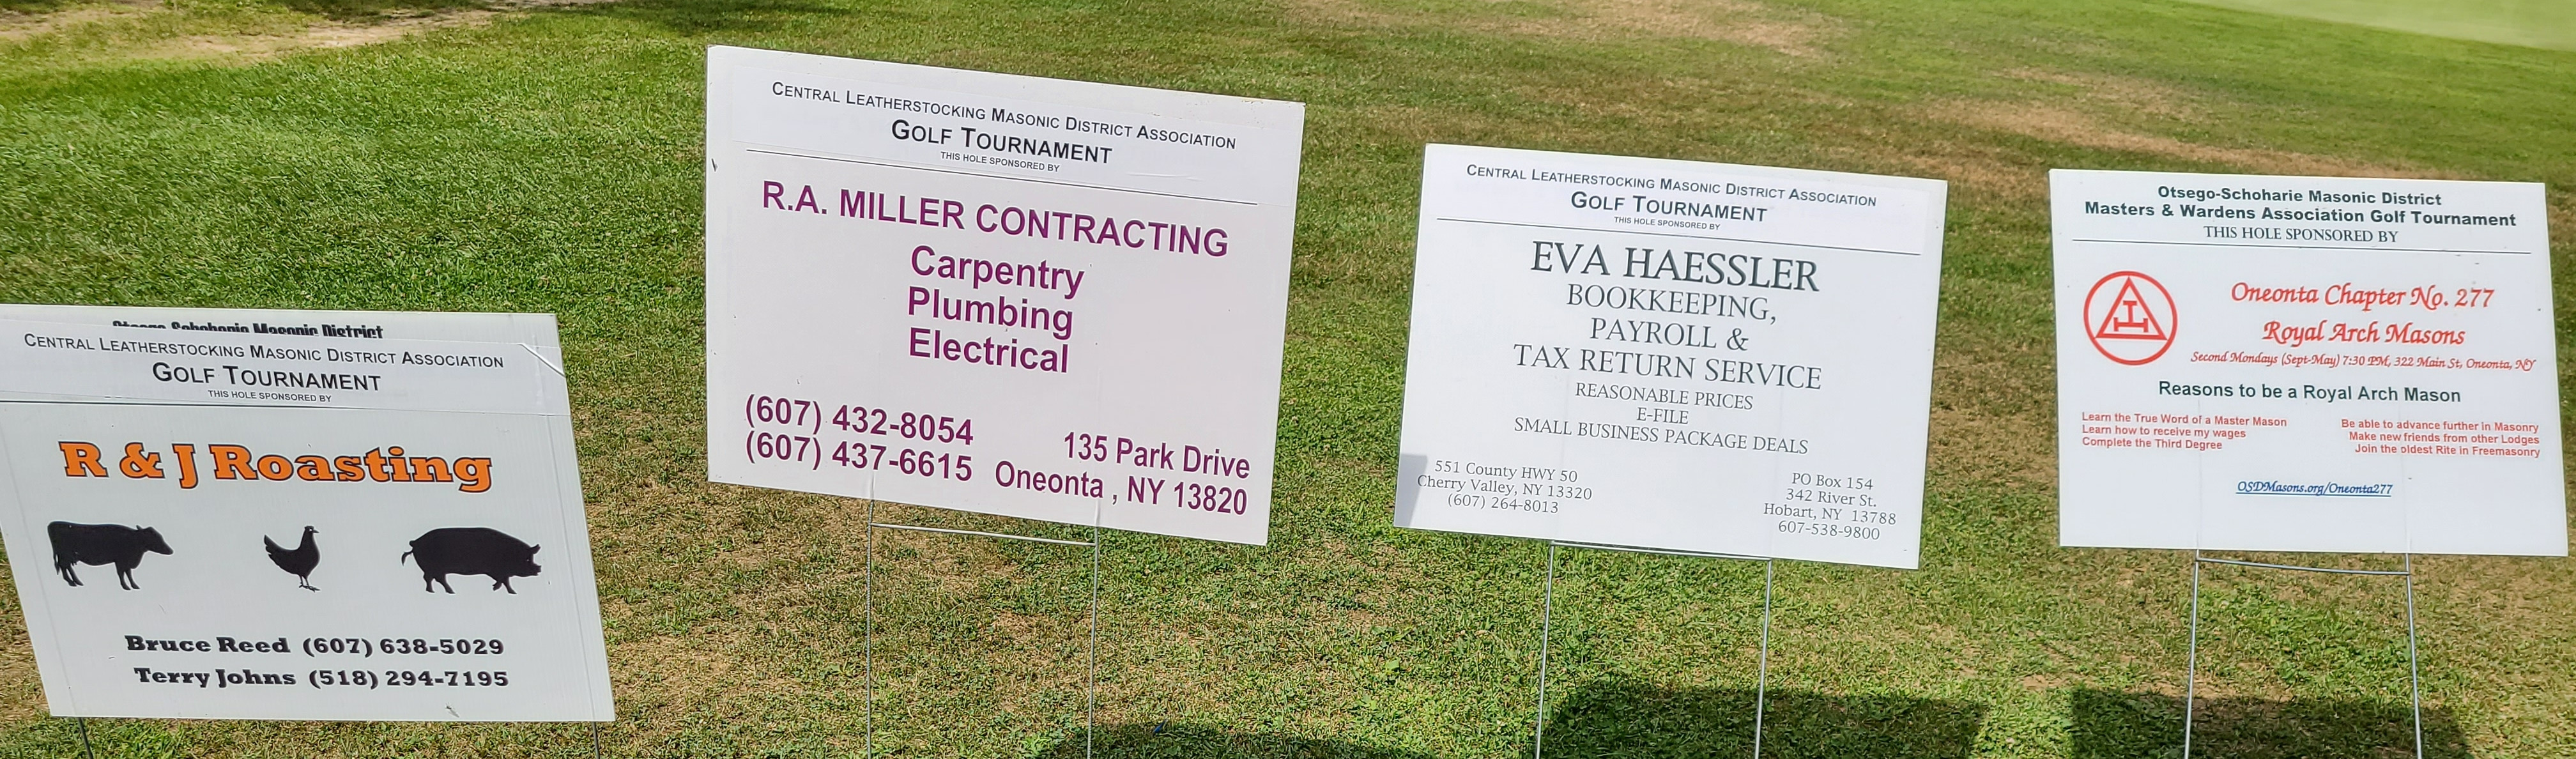 Otsego-Schoharie Masonic District
CENTRAL LEATHERSTOCKING MASONIC DISTRICT ASSOCIATION
GOLF TOURNAMENT
THIS HOLE SPONSORED BY
R & J Roasting
Bruce Reed (607) 638-5029
Terry Johns (518) 294-7195
CENTRAL LEATHERSTOCKING MASONIC DISTRICT ASSOCIATION
GOLF TOURNAMENT
THIS HOLE SPONSORED BY
R.A. MILLER CONTRACTING
Carpentry
Plumbing
Electrical
(607) 432-8054
(607) 437-6615
135 Park Drive
Oneonta , NY 13820
CENTRAL LEATHERSTOCKING MASONIC DISTRICT ASSOCIATION
GOLF TOURNAMENT
THIS HOLE SPONSORED BY
EVA HAESSLER
BOOKKEEPING,
PAYROLL &
TAX RETURN SERVICE
REASONABLE PRICES
E-FILE
SMALL BUSINESS PACKAGE DEALS
551 County HWY 50
Cherry Valley, NY 13320
(607) 264-8013
PO Box 154
342 River St.
Hobart, NY 13788
607-538-9800
Otsego-Schoharie Masonic District
Masters & Wardens Association Golf Tournament
THIS HOLE SPONSORED BY
Oneonta Chapter No. 277
Royal Arch Masons
Second Mondays (Sept-May) 7:30 PM, 322 Main St, Oneonta, NY
Reasons to be a Royal Arch Mason
Learn the True Word of a Master Mason
Learn how to receive my wages
Complete the Third Degree
Be able to advance further in Masonry
Make new friends from other Lodges
Join the oldest Rite in Freemasonry
OSDMasons.org/Oneonta277